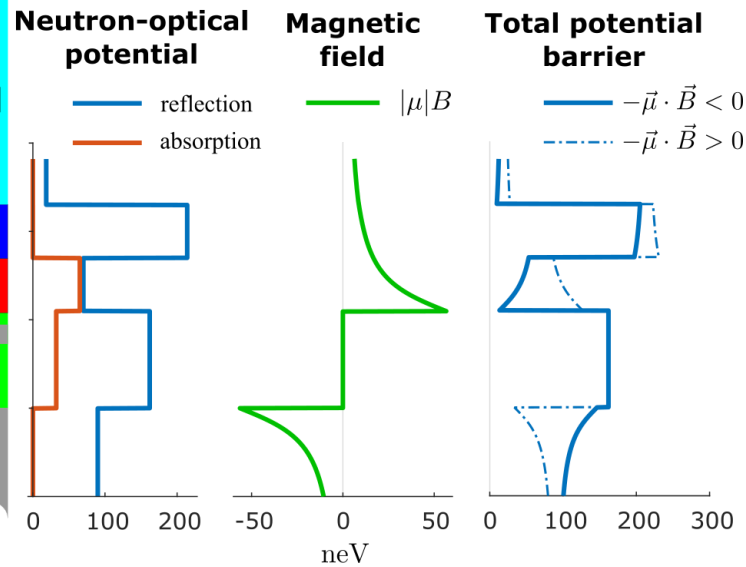 Neutron-optical
potential
Magnetic
field
Total potential
barrier
reflection
absorption
|μ|B
−μ⃗ · B⃗ < 0
−μ⃗ · B⃗ > 0
0 100 200
-50 0 50
0 100 200 300
neV